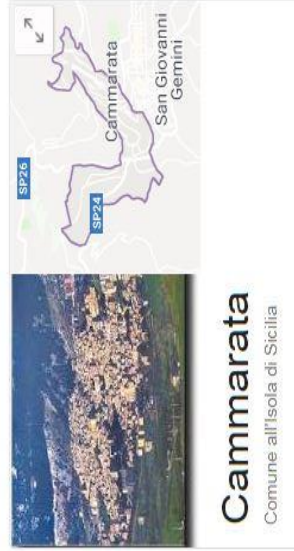 SP26
SP24
Cammarata
San Giovanni
Gemini
Cammarata
Comune all'Isola di Sicilia